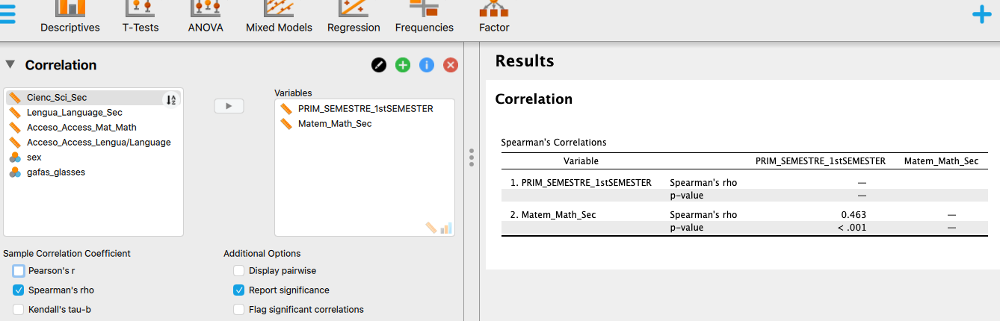 Descriptives T-Tests ANOVA Mixed Models Regression Frequencies Factor
Correlation
Cienc_Sci_Sec
Lengua_Language_Sec
Acceso_Access_Mat_Math
Acceso_Access_Lengua/Language
sex
gafas_glasses
Variables
PRIM_SEMESTRE_1stSEMESTER
Matem_Math_Sec
Sample Correlation Coefficient
Pearson's r
Spearman's rho
Kendall's tau-b
Additional Options
Display pairwise
Report significance
Flag significant correlations
Results
Correlation
Spearman's Correlations
Variable PRIM_SEMESTRE_1stSEMESTER Matem_Math_Sec
1. PRIM_SEMESTRE_1stSEMESTER Spearman's rho —
p-value —
2. Matem_Math_Sec Spearman's rho 0.463 —
p-value < .001 —